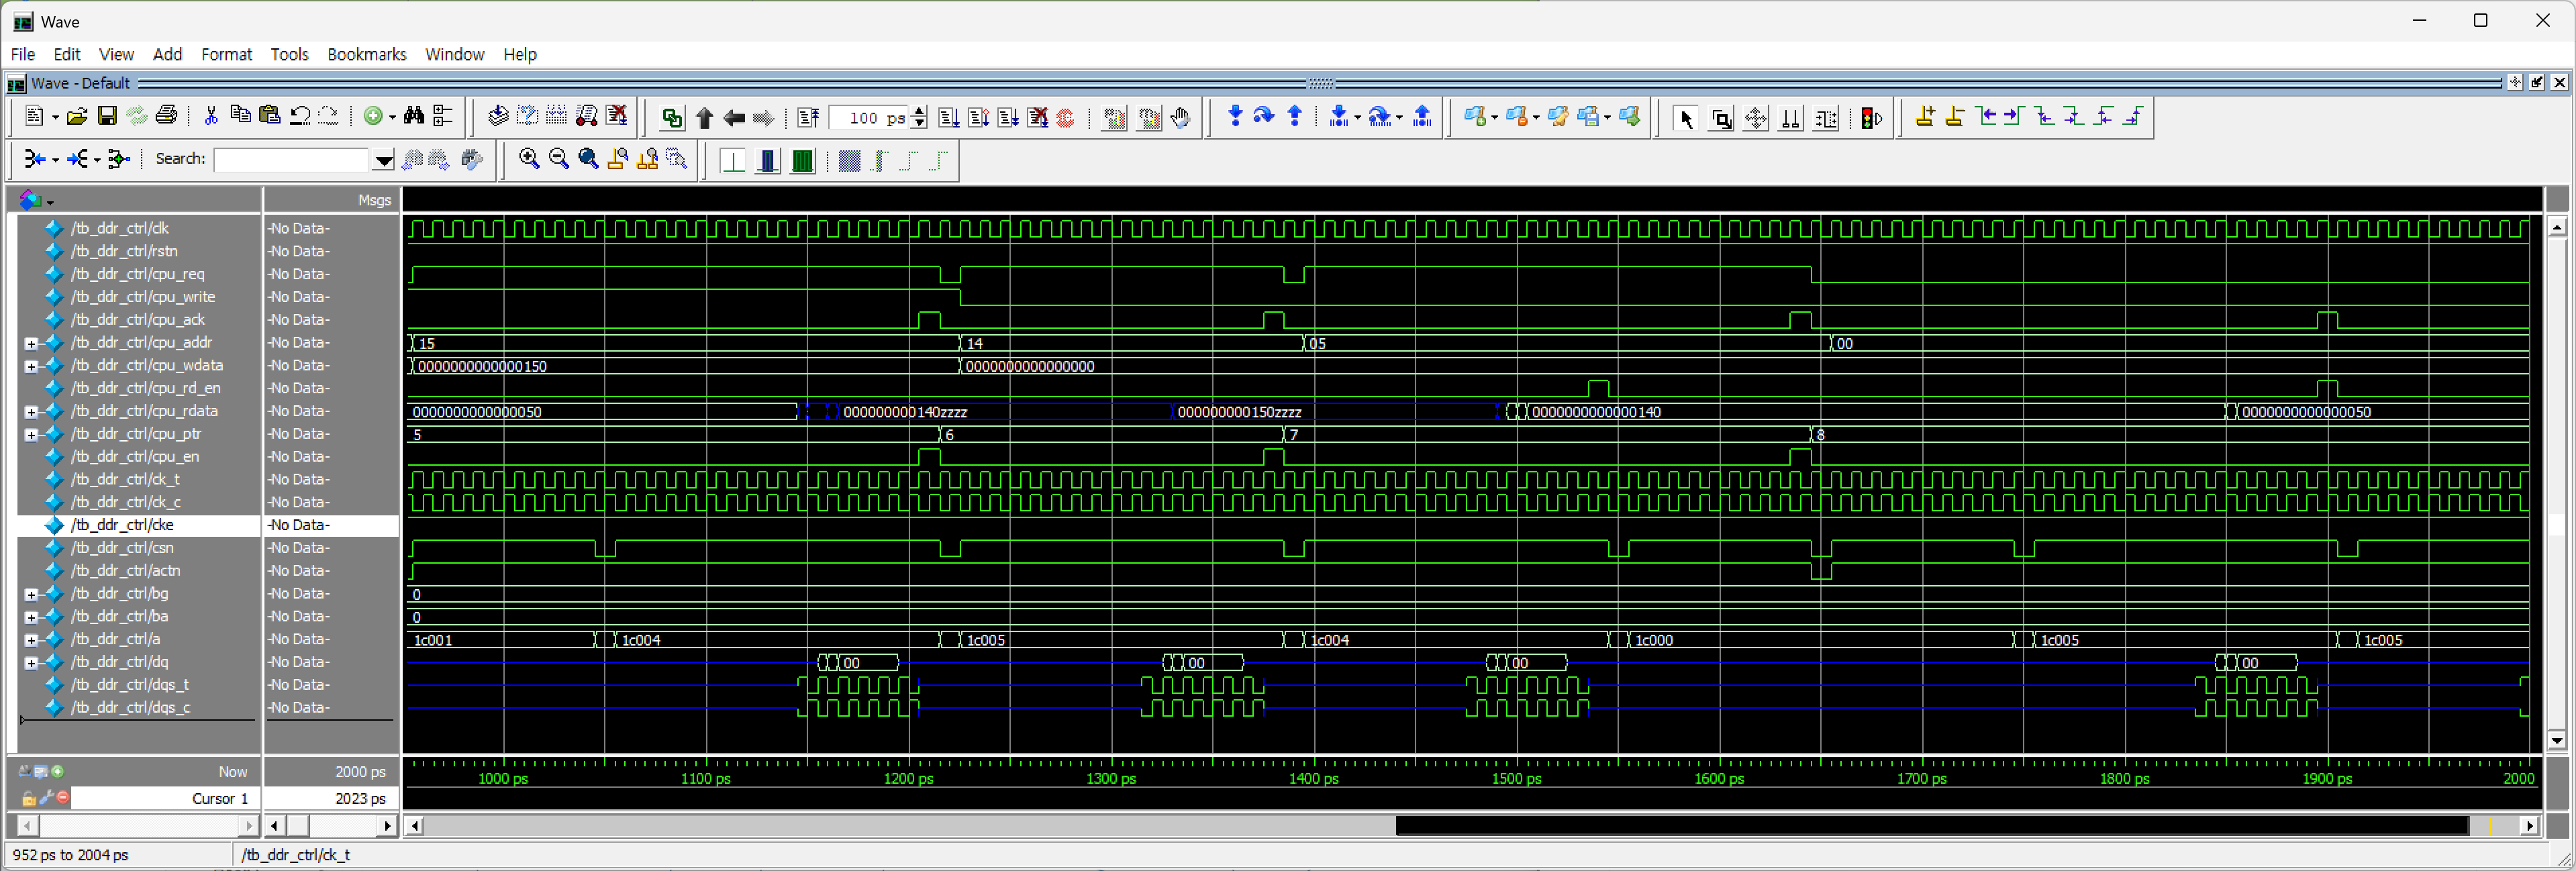 Wave
File Edit View Add Format Tools Bookmarks Window Help
Wave - Default
100 ps
Search:
Msgs
/tb_ddr_ctrl/clk -No Data-
/tb_ddr_ctrl/rstn -No Data-
/tb_ddr_ctrl/cpu_req -No Data-
/tb_ddr_ctrl/cpu_write -No Data-
/tb_ddr_ctrl/cpu_ack -No Data-
/tb_ddr_ctrl/cpu_addr -No Data- 15 14 05 00
/tb_ddr_ctrl/cpu_wdata -No Data- 0000000000000150 0000000000000000
/tb_ddr_ctrl/cpu_rd_en -No Data-
/tb_ddr_ctrl/cpu_rdata -No Data- 0000000000000050 000000000140zzzz 000000000150zzzz 0000000000000140 0000000000000050
/tb_ddr_ctrl/cpu_ptr -No Data- 5 6 7 8
/tb_ddr_ctrl/cpu_en -No Data-
/tb_ddr_ctrl/ck_t -No Data-
/tb_ddr_ctrl/ck_c -No Data-
/tb_ddr_ctrl/cke -No Data-
/tb_ddr_ctrl/csn -No Data-
/tb_ddr_ctrl/actn -No Data-
/tb_ddr_ctrl/bg -No Data- 0
/tb_ddr_ctrl/ba -No Data- 0
/tb_ddr_ctrl/a -No Data- 1c001 1c004 1c005 1c004 1c000 1c005 1c005
/tb_ddr_ctrl/dq -No Data- 00 00 00 00
/tb_ddr_ctrl/dqs_t -No Data-
/tb_ddr_ctrl/dqs_c -No Data-
Now 2000 ps 1000 ps 1100 ps 1200 ps 1300 ps 1400 ps 1500 ps 1600 ps 1700 ps 1800 ps 1900 ps 2000
Cursor 1 2023 ps
952 ps to 2004 ps /tb_ddr_ctrl/ck_t